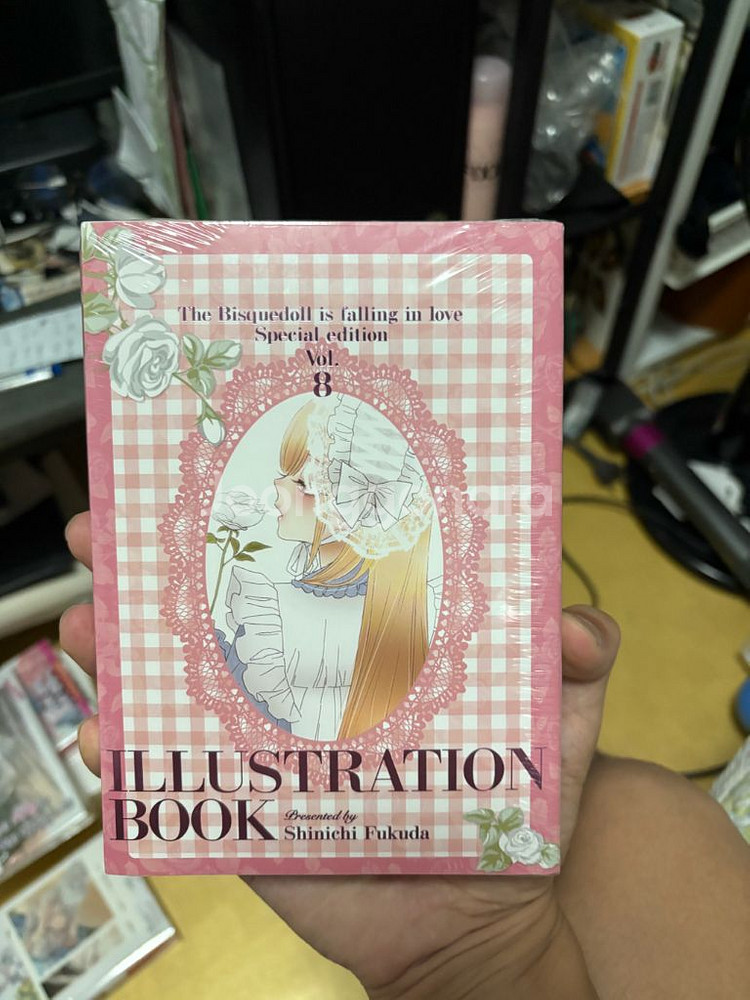 The Bisquedoll is falling in love
Special edition
Vol.
8
ILLUSTRATION
BOOK
Presented by
Shinichi Fukuda